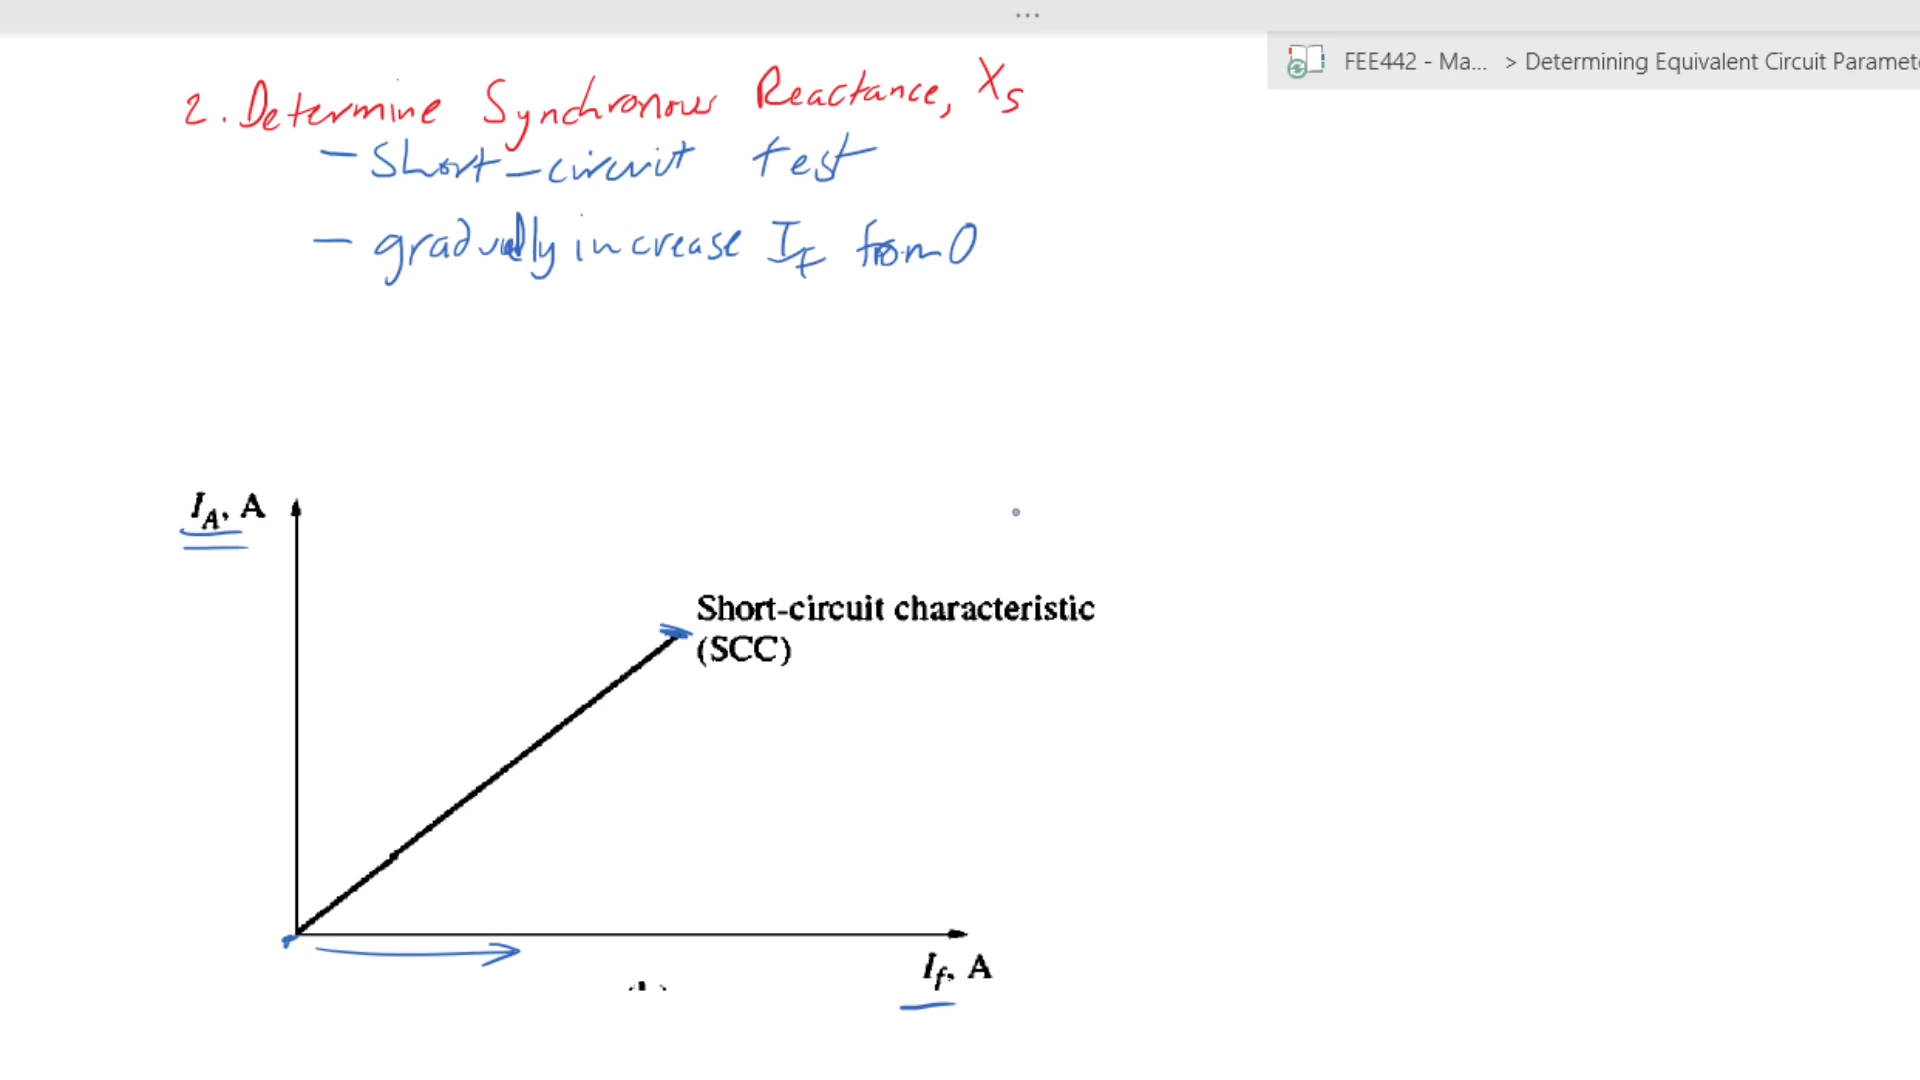 ...
FEE442 - Ma... > Determining Equivalent Circuit Paramet
2. Determine Synchronous Reactance, Xs
- Short-circuit test
- gradually increase If from 0
IA, A
Short-circuit characteristic
(SCC)
If, A